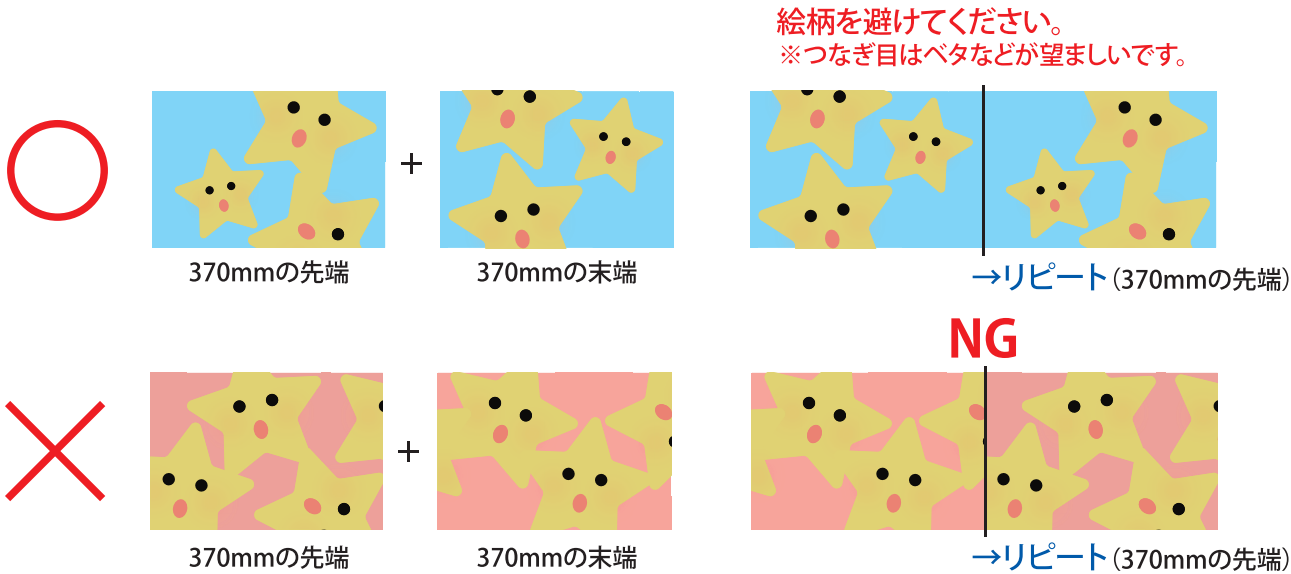 絵柄を避けてください。
※つなぎ目はベタなどが望ましいです。
+
370mmの先端
370mmの末端
→リピート（370mmの先端）
NG
+
370mmの先端
370mmの末端
→リピート（370mmの先端）